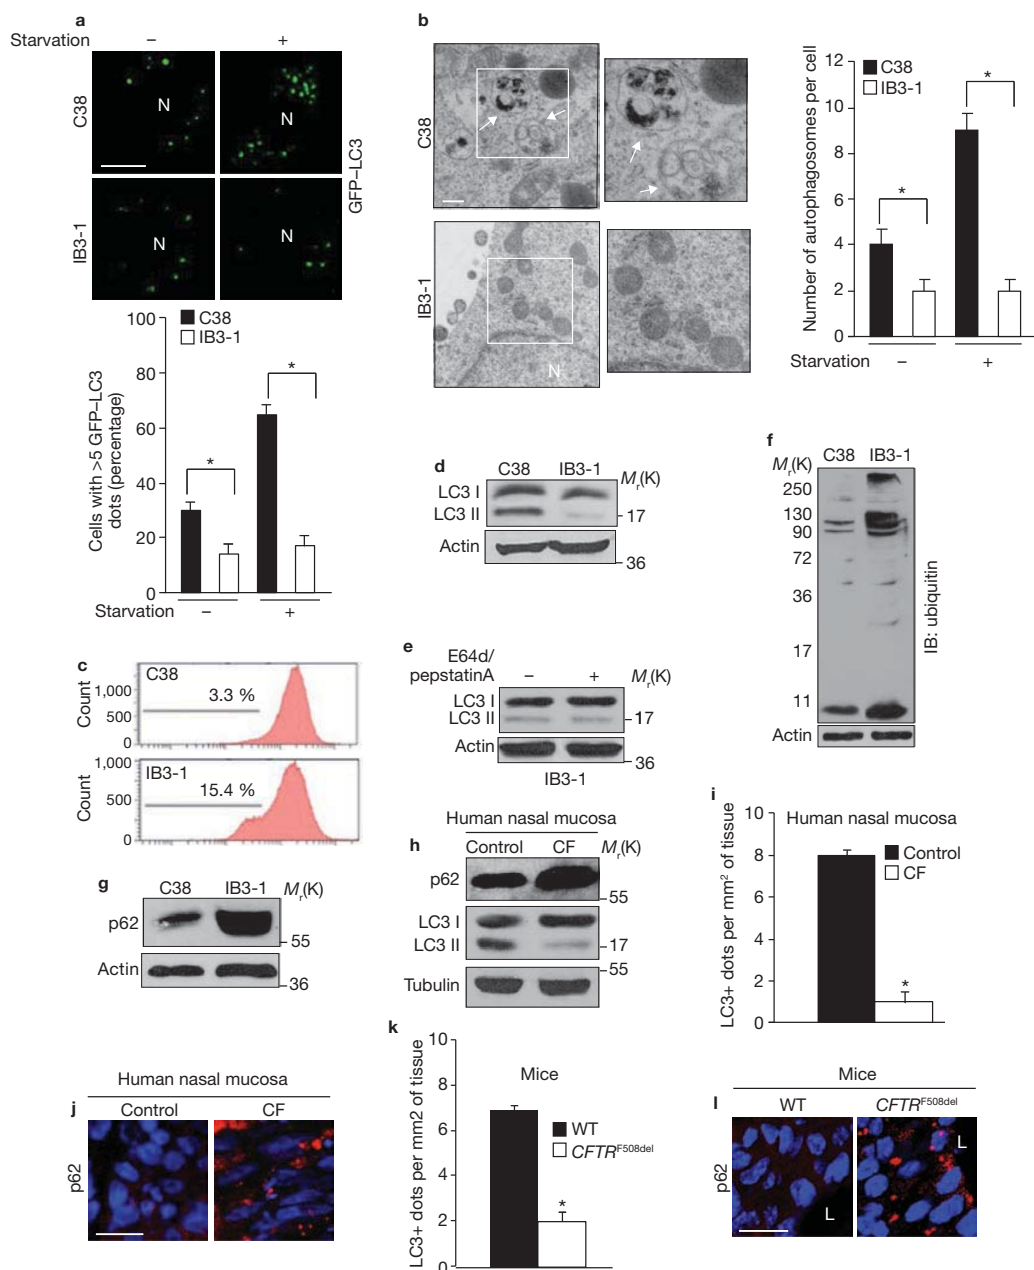 a
Starvation – +
C38
N N
IB3-1
N N
GFP–LC3
C38
IB3-1
Cells with >5 GFP–LC3
dots (percentage)
100
80
60
40
20
0
* *
Starvation – +
b
C38
IB3-1
N
C38
IB3-1
Number of autophagosomes per cell
12
10
8
6
4
2
0
* *
Starvation – +
c
C38
3.3 %
Count
1,000
500
0
IB3-1
15.4 %
Count
1,000
500
0
d
C38 IB3-1
Mr(K)
LC3 I
LC3 II
17
Actin
36
e
E64d/
pepstatinA – + Mr(K)
LC3 I
LC3 II
17
Actin
36
IB3-1
f
C38 IB3-1
Mr(K)
250
130
90
72
36
17
11
Actin
IB: ubiquitin
g
C38 IB3-1 Mr(K)
p62
55
Actin
36
h
Human nasal mucosa
Control CF Mr(K)
p62
55
LC3 I
LC3 II
17
55
Tubulin
i
Human nasal mucosa
Control
CF
LC3+ dots per mm² of tissue
10
8
6
4
2
0
*
j
Human nasal mucosa
Control CF
p62
k
Mice
WT
CFTRF508del
LC3+ dots per mm2 of tissue
10
8
6
4
2
0
*
l
Mice
WT CFTRF508del
p62
L L